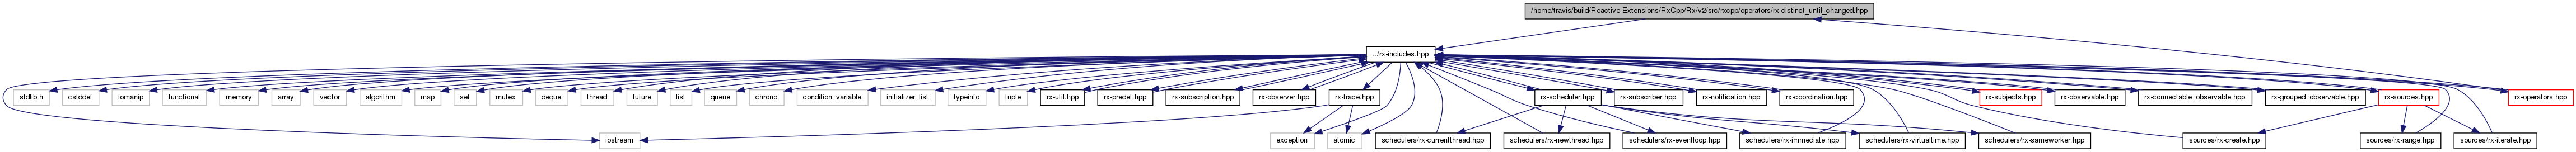 /home/travis/build/Reactive-Extensions/RxCpp/Rx/v2/src/rxcpp/operators/rx-distinct_until_changed.hpp
../rx-includes.hpp
stdlib.h
cstddef
iomanip
functional
memory
array
vector
algorithm
map
set
mutex
deque
thread
future
list
queue
chrono
condition_variable
initializer_list
typeinfo
tuple
rx-util.hpp
rx-predef.hpp
rx-subscription.hpp
rx-observer.hpp
rx-trace.hpp
rx-scheduler.hpp
rx-subscriber.hpp
rx-notification.hpp
rx-coordination.hpp
rx-subjects.hpp
rx-observable.hpp
rx-connectable_observable.hpp
rx-grouped_observable.hpp
rx-sources.hpp
rx-operators.hpp
iostream
exception
atomic
schedulers/rx-currentthread.hpp
schedulers/rx-newthread.hpp
schedulers/rx-eventloop.hpp
schedulers/rx-immediate.hpp
schedulers/rx-virtualtime.hpp
schedulers/rx-sameworker.hpp
sources/rx-create.hpp
sources/rx-range.hpp
sources/rx-iterate.hpp